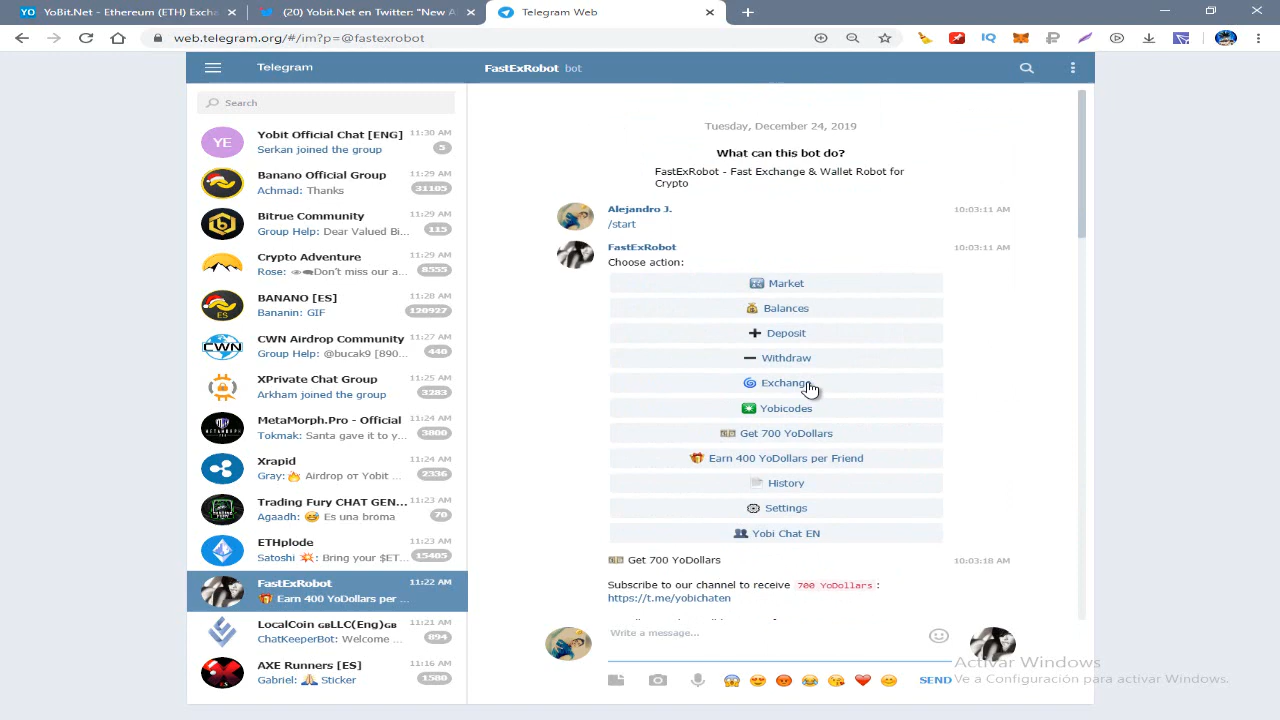 YoBit.Net - Ethereum (ETH) Exch
(20) Yobit.Net en Twitter: "New A
Telegram Web
web.telegram.org/#/im?p=@fastexrobot
Telegram
FastExRobot bot
Search
Yobit Official Chat [ENG] 11:30 AM
Serkan joined the group 5
Banano Official Group 11:29 AM
Achmad: Thanks 31105
Bitrue Community 11:29 AM
Group Help: Dear Valued Bi... 115
Crypto Adventure 11:29 AM
Rose: Don't miss our a... 8555
BANANO [ES] 11:28 AM
Bananin: GIF 120927
CWN Airdrop Community 11:27 AM
Group Help: @bucak9 [890... 448
XPrivate Chat Group 11:25 AM
Arkham joined the group 3283
MetaMorph.Pro - Official 11:24 AM
Tokmak: Santa gave it to y... 3800
Xrapid 11:24 AM
Gray: 🔥 Airdrop от Yobit ... 2336
Trading Fury CHAT GEN... 11:23 AM
Agaadh: 😅 Es una broma 70
ETHplode 11:23 AM
Satoshi 💥: Bring your $ET... 15485
FastExRobot 11:22 AM
🎁 Earn 400 YoDollars per ...
LocalCoin ɢʙLLC(Eng)ɢʙ 11:21 AM
ChatKeeperBot: Welcome ... 894
AXE Runners [ES] 11:16 AM
Gabriel: 🙏 Sticker 1580
YE
ES
CWN
Tuesday, December 24, 2019
What can this bot do?
FastExRobot - Fast Exchange & Wallet Robot for
Crypto
Alejandro J. 10:03:11 AM
/start
FastExRobot 10:03:11 AM
Choose action:
Market
Balances
Deposit
Withdraw
Exchange
Yobicodes
Get 700 YoDollars
Earn 400 YoDollars per Friend
History
Settings
Yobi Chat EN
Get 700 YoDollars 10:03:18 AM
Subscribe to our channel to receive 700 YoDollars:
https://t.me/yobichaten
Write a message...
SEND
Activar Windows
Ve a Configuración para activar Windows.